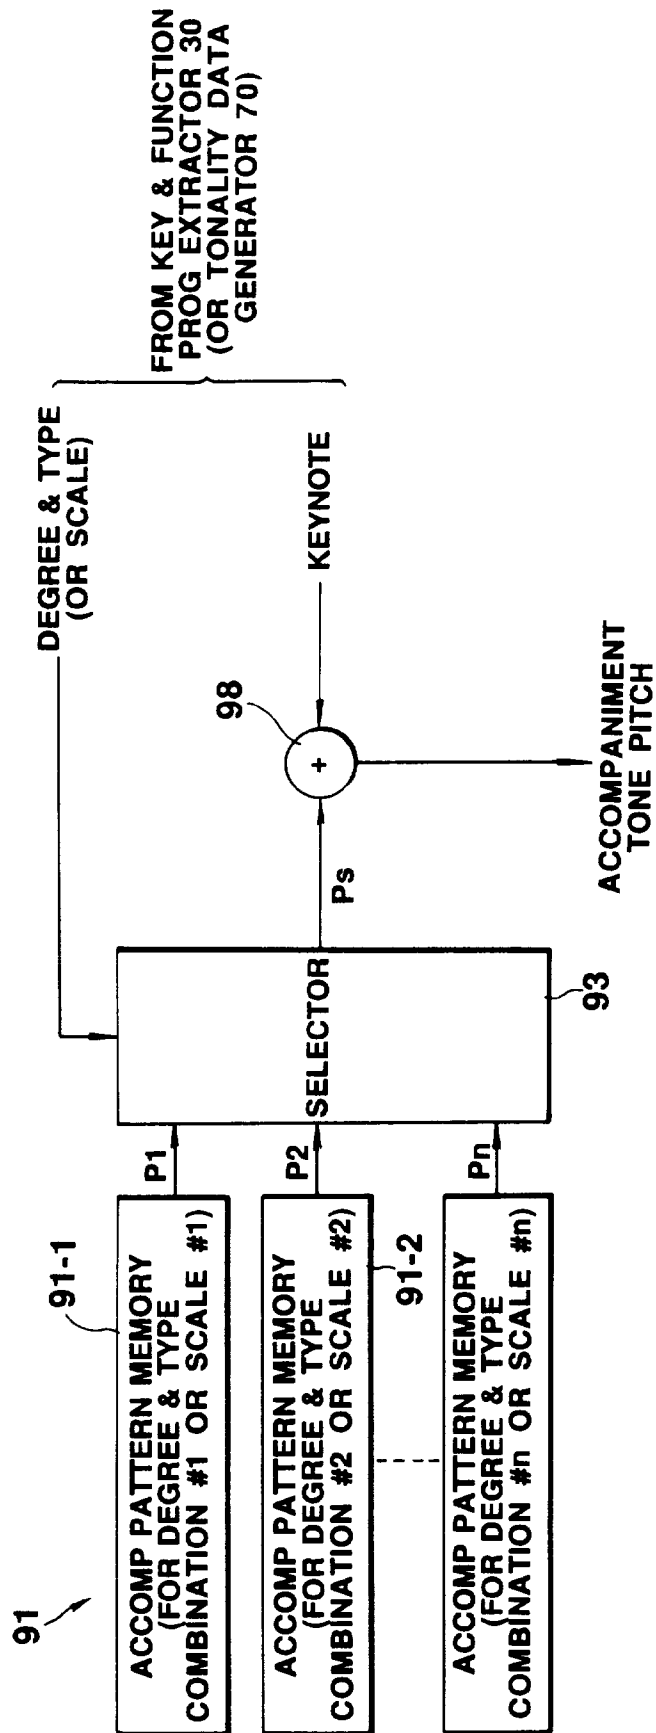 91
91-1
ACCOMP PATTERN MEMORY
(FOR DEGREE & TYPE
COMBINATION #1 OR SCALE #1)
P1
ACCOMP PATTERN MEMORY
(FOR DEGREE & TYPE
COMBINATION #2 OR SCALE #2)
91-2
P2
ACCOMP PATTERN MEMORY
(FOR DEGREE & TYPE
COMBINATION #n OR SCALE #n)
Pn
SELECTOR
93
Ps
98
+
DEGREE & TYPE
(OR SCALE)
KEYNOTE
FROM KEY & FUNCTION
PROG EXTRACTOR 30
(OR TONALITY DATA
GENERATOR 70)
ACCOMPANIMENT
TONE PITCH